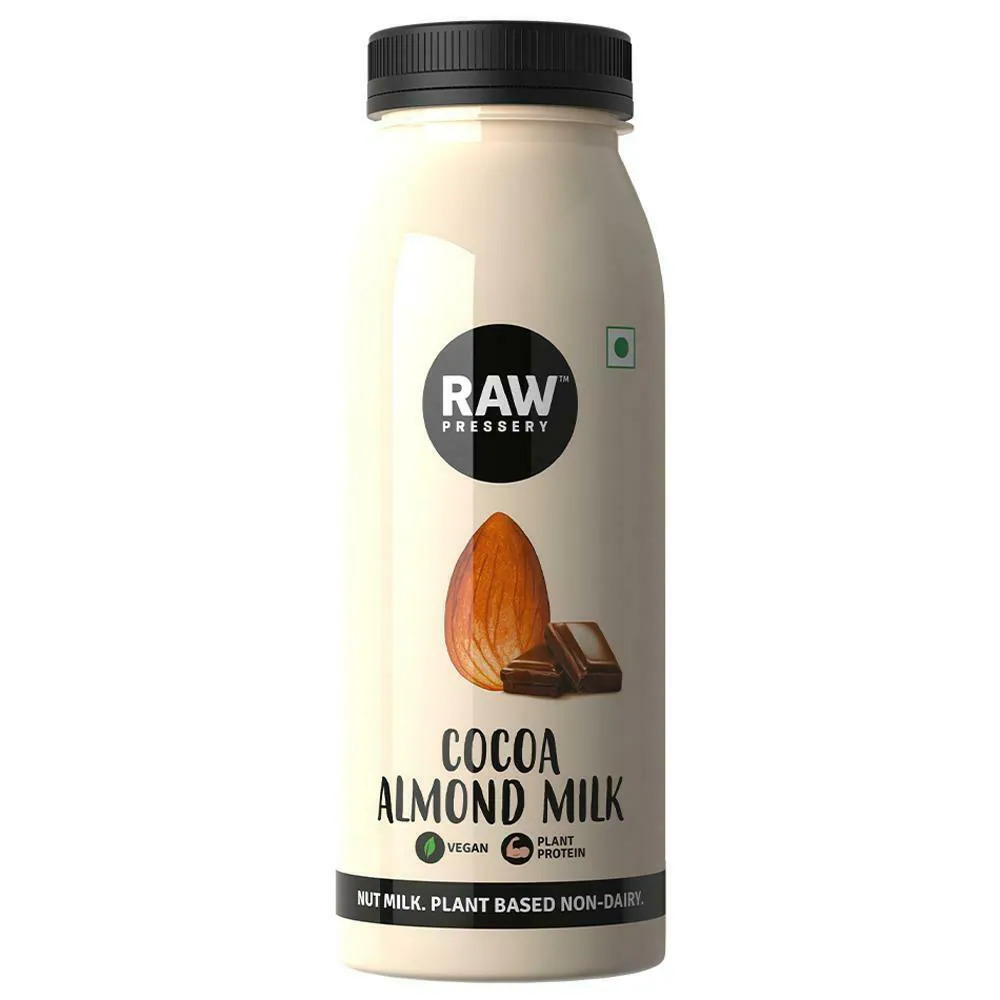 RAW™
PRESSERY
COCOA
ALMOND MILK
VEGAN
PLANT
PROTEIN
NUT MILK. PLANT BASED NON-DAIRY.